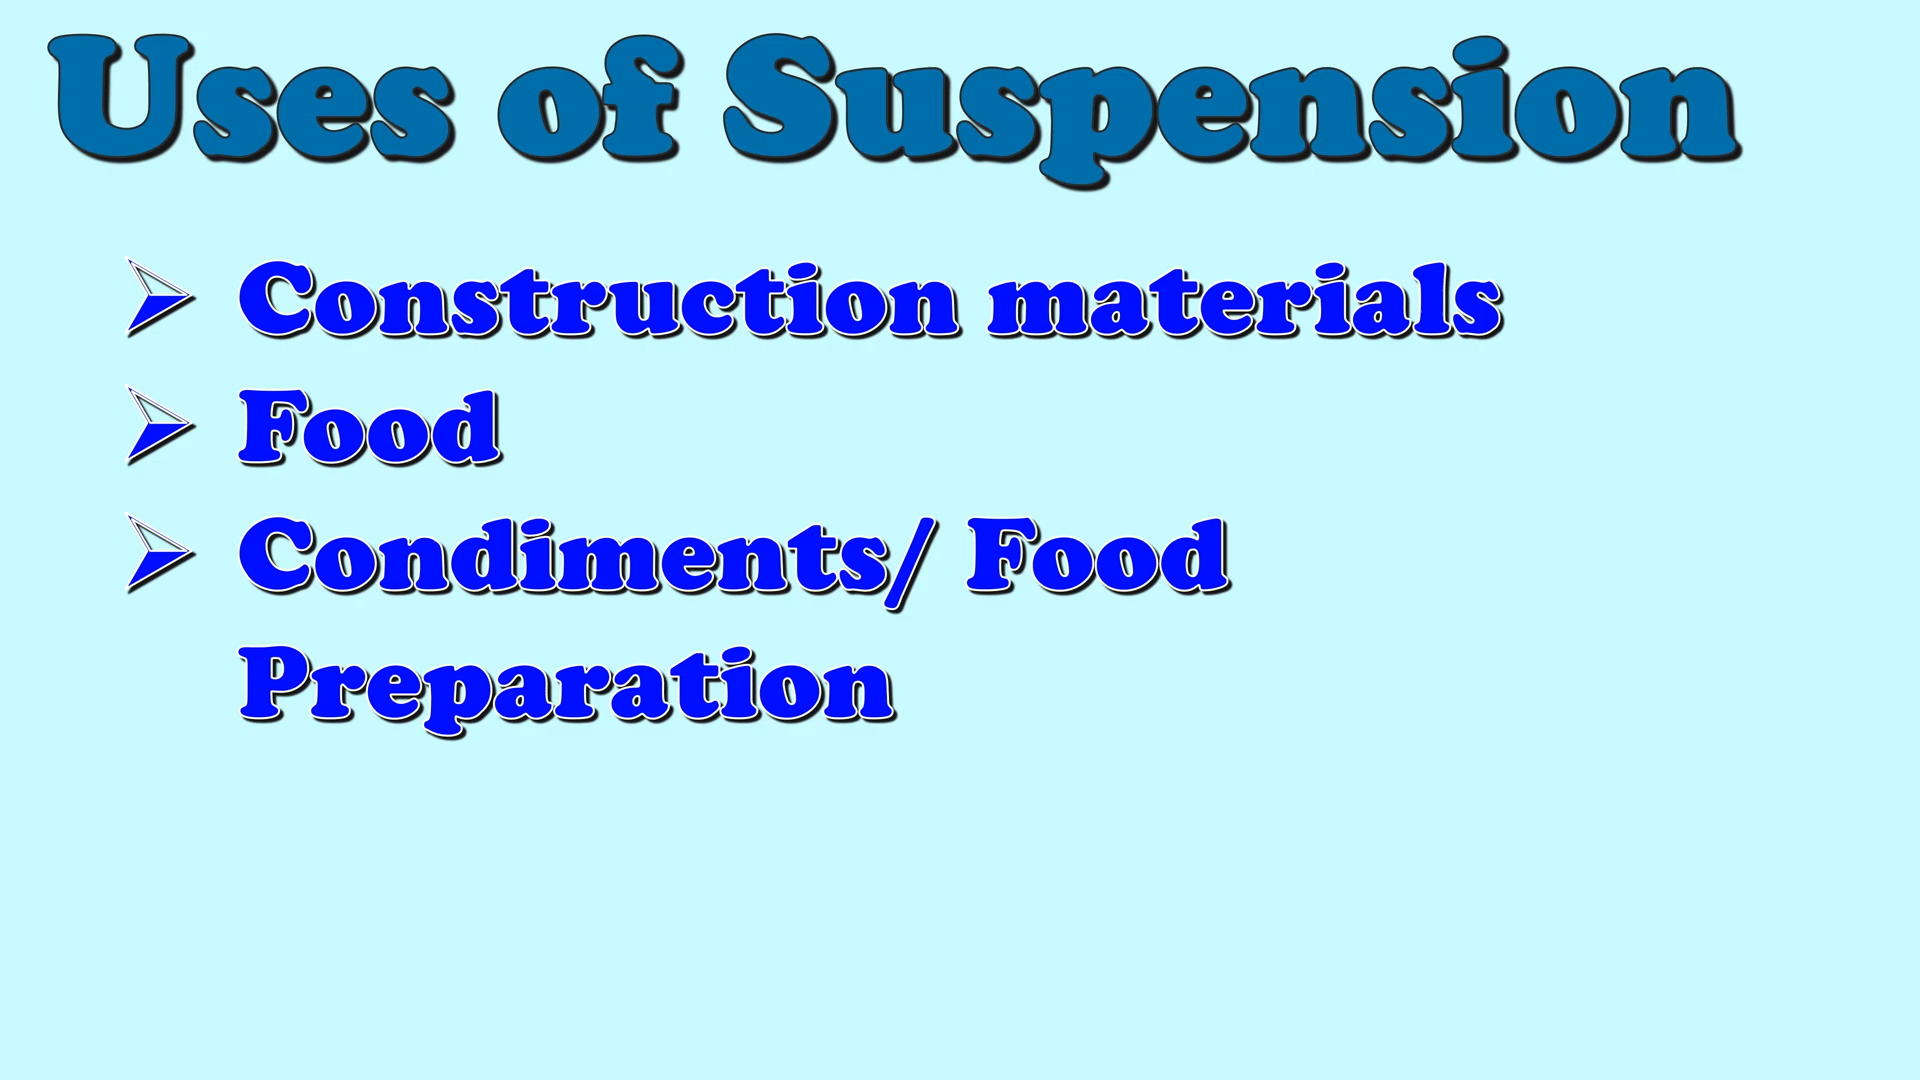 Uses of Suspension
➢ Construction materials
➢ Food
➢ Condiments/ Food
Preparation